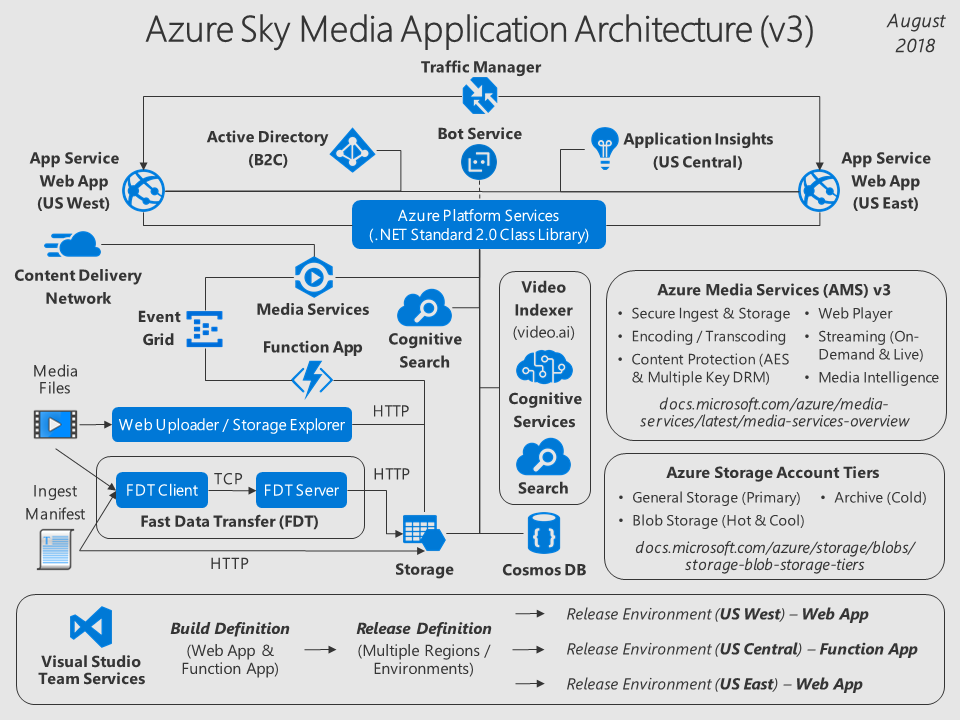 Azure Sky Media Application Architecture (v3)
August
2018
Traffic Manager
Active Directory
(B2C)
Bot Service
Application Insights
(US Central)
App Service
Web App
(US West)
App Service
Web App
(US East)
Azure Platform Services
(.NET Standard 2.0 Class Library)
Content Delivery
Network
Media Services
Event
Grid
Function App
Cognitive
Search
Video
Indexer
(video.ai)
Cognitive
Services
Search
Azure Media Services (AMS) v3
• Secure Ingest & Storage
• Encoding / Transcoding
• Content Protection (AES
& Multiple Key DRM)
• Web Player
• Streaming (On-
Demand & Live)
• Media Intelligence
docs.microsoft.com/azure/media-
services/latest/media-services-overview
Media
Files
Web Uploader / Storage Explorer
HTTP
FDT Client
TCP
FDT Server
HTTP
Fast Data Transfer (FDT)
Ingest
Manifest
HTTP
Storage
Cosmos DB
Azure Storage Account Tiers
• General Storage (Primary)
• Archive (Cold)
• Blob Storage (Hot & Cool)
docs.microsoft.com/azure/storage/blobs/
storage-blob-storage-tiers
Visual Studio
Team Services
Build Definition
(Web App &
Function App)
Release Definition
(Multiple Regions /
Environments)
Release Environment (US West) – Web App
Release Environment (US Central) – Function App
Release Environment (US East) – Web App